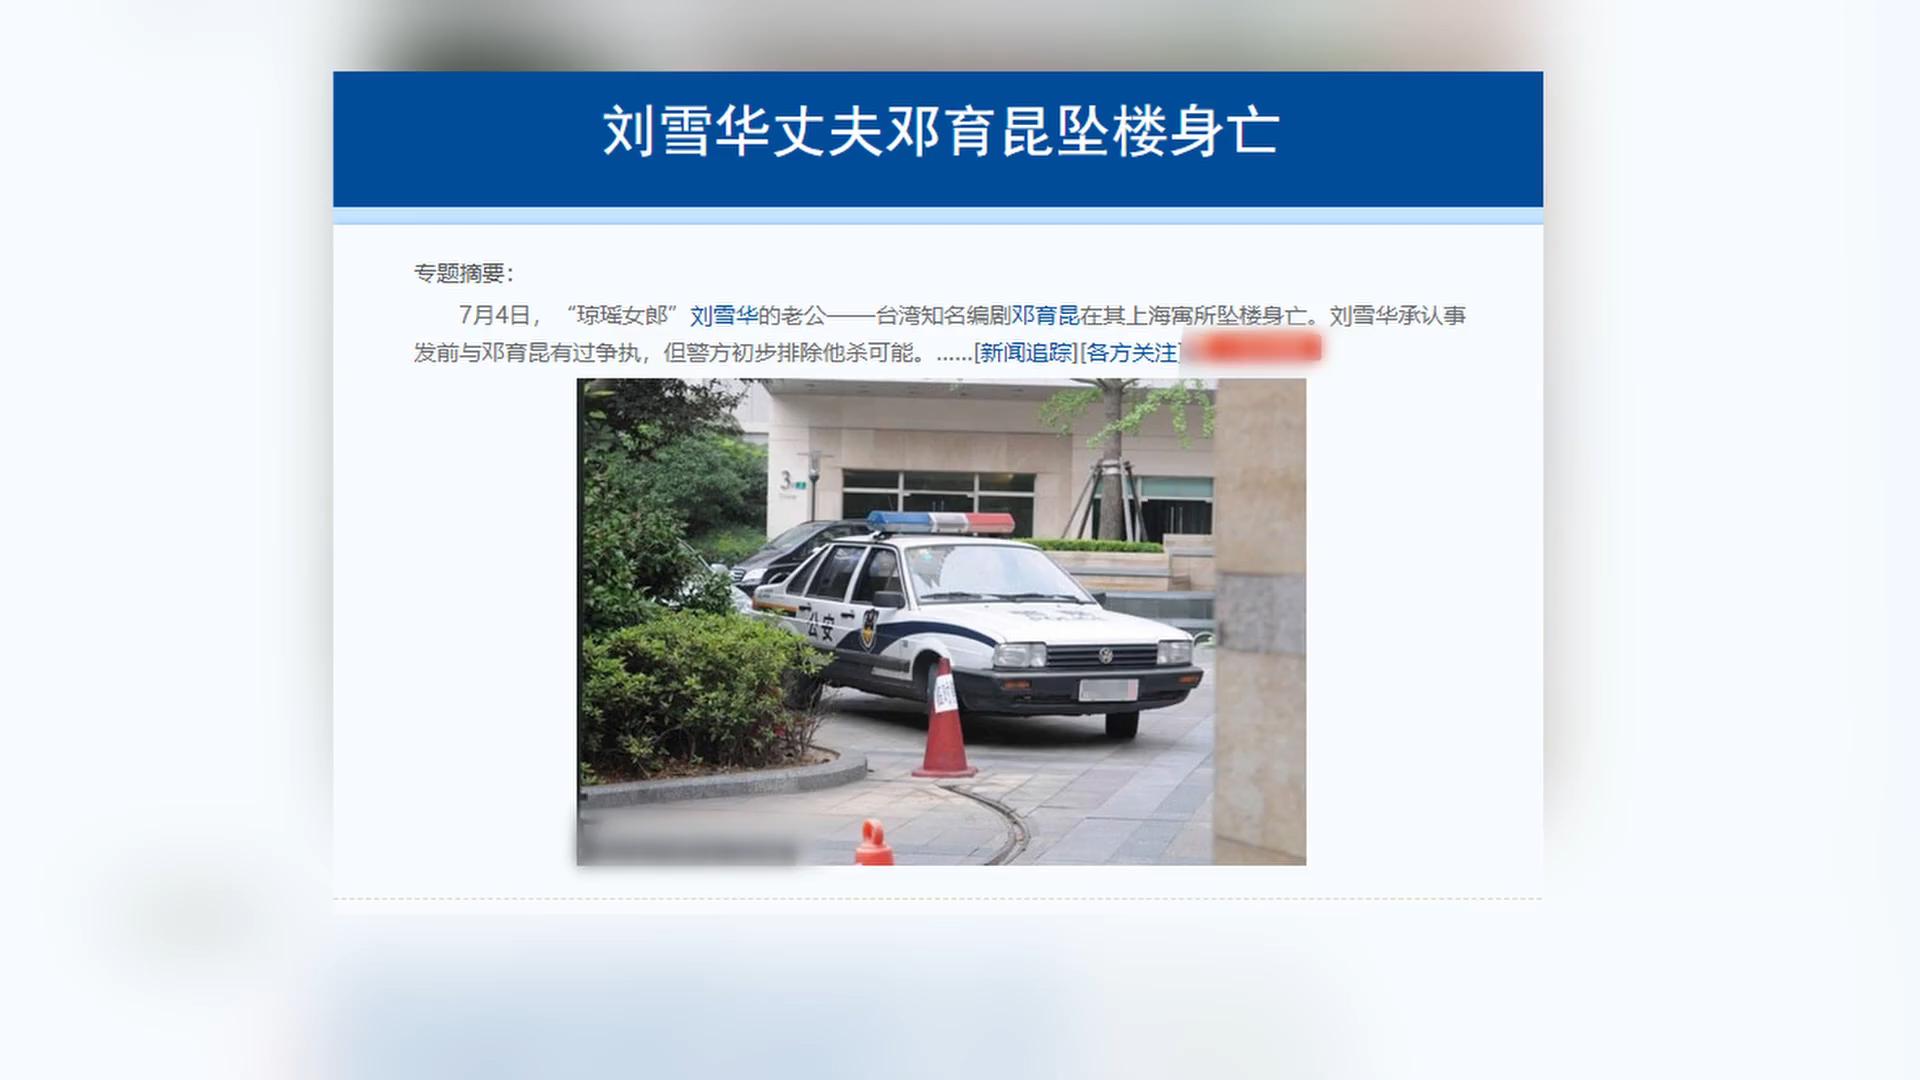 刘雪华丈夫邓育昆坠楼身亡
专题摘要：
7月4日，“琼瑶女郎”刘雪华的老公——台湾知名编剧邓育昆在其上海寓所坠楼身亡。刘雪华承认事
发前与邓育昆有过争执，但警方初步排除他杀可能。......[新闻追踪][各方关注]
3
公安